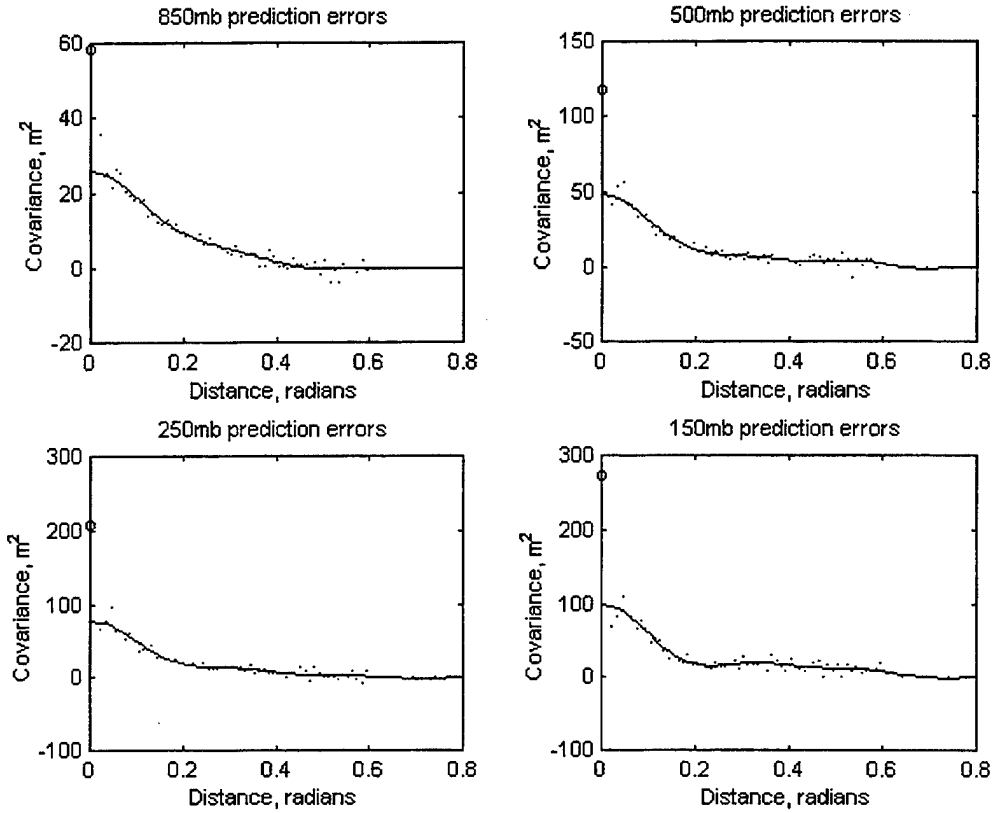 850mb prediction errors
60
40
20
0
-20
Covariance, m²
0 0.2 0.4 0.6 0.8
Distance, radians
500mb prediction errors
150
100
50
0
-50
Covariance, m²
0 0.2 0.4 0.6 0.8
Distance, radians
250mb prediction errors
300
200
100
0
-100
Covariance, m²
0 0.2 0.4 0.6 0.8
Distance, radians
150mb prediction errors
300
200
100
0
-100
Covariance, m²
0 0.2 0.4 0.6 0.8
Distance, radians